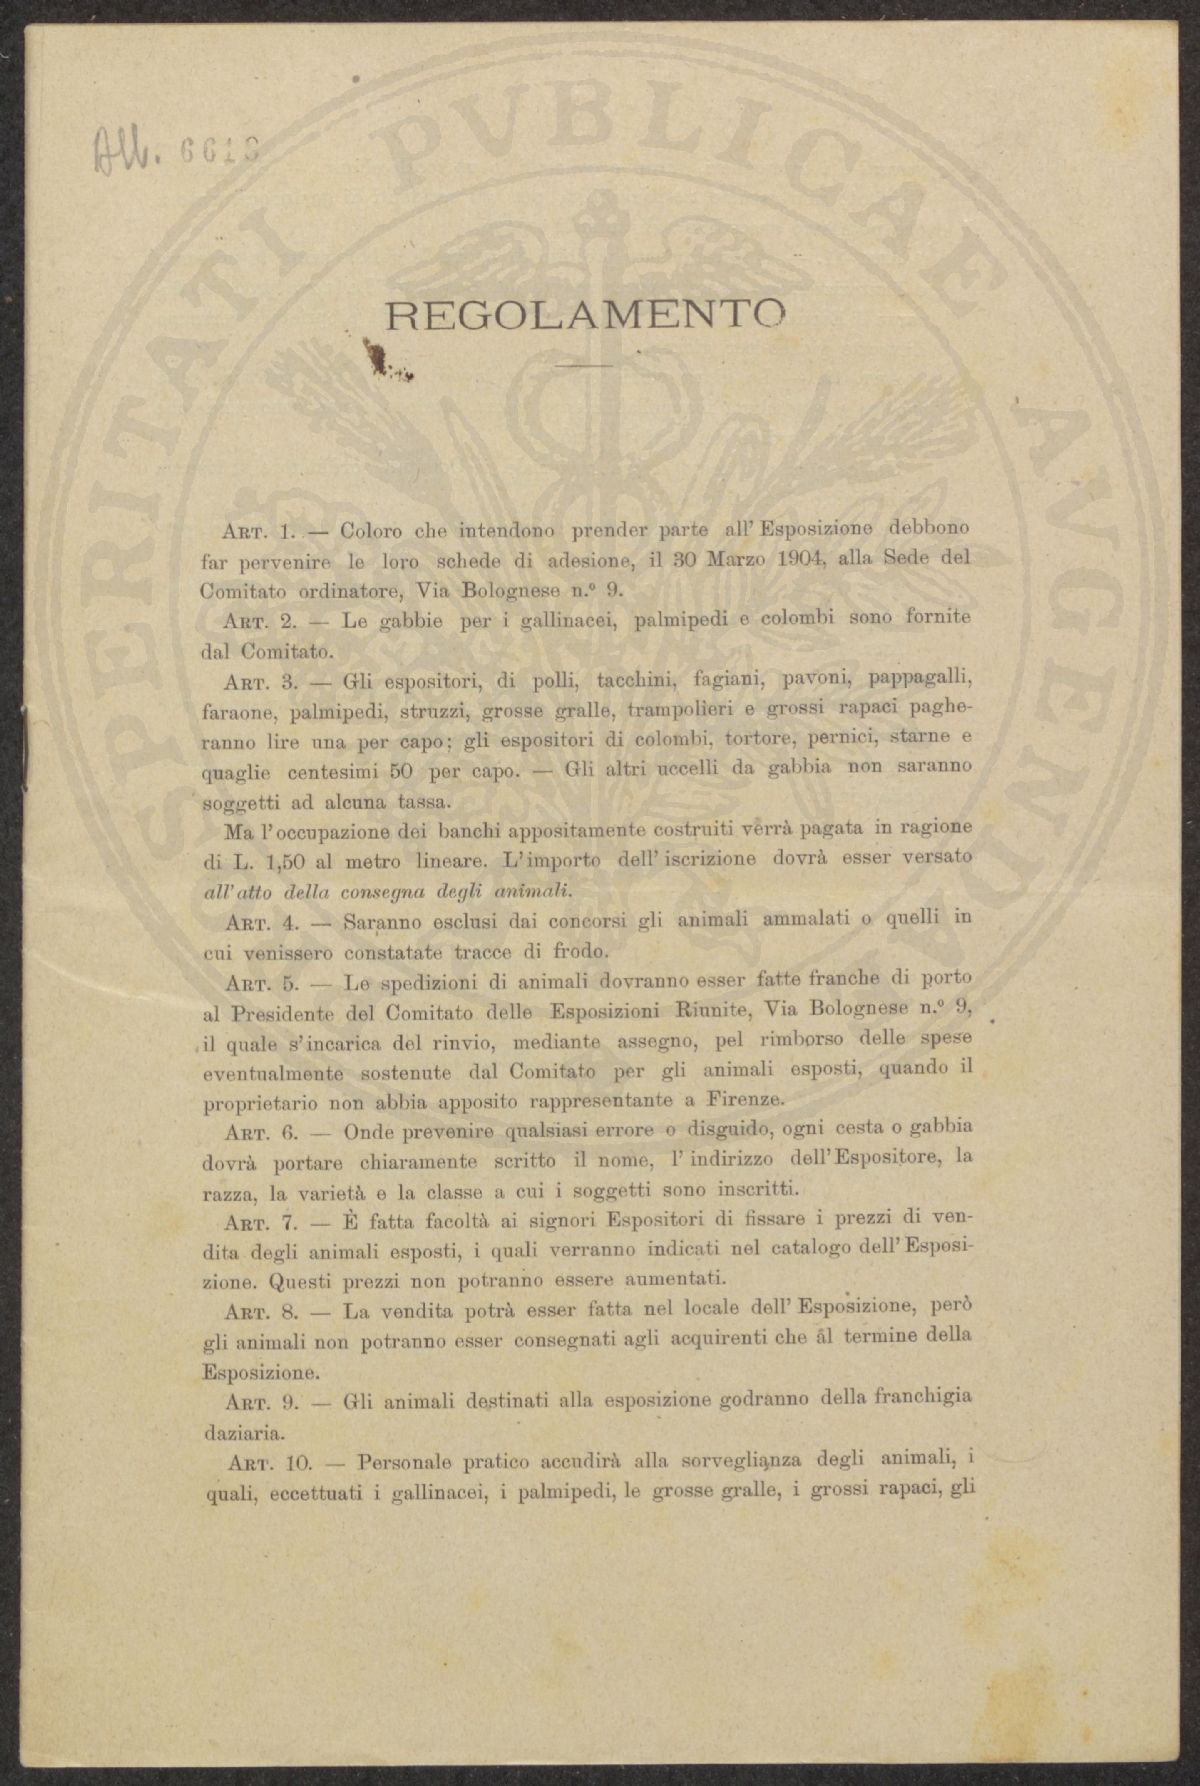 All. 6618
SPERITATI PVBLICAE AVGEND
REGOLAMENTO
ART. 1. — Coloro che intendono prender parte all' Esposizione debbono
far pervenire le loro schede di adesione, il 30 Marzo 1904, alla Sede del
Comitato ordinatore, Via Bolognese n.º 9.
ART. 2. — Le gabbie per i gallinacei, palmipedi e colombi sono fornite
dal Comitato.
ART. 3. — Gli espositori, di polli, tacchini, fagiani, pavoni, pappagalli,
faraone, palmipedi, struzzi, grosse gralle, trampolieri e grossi rapaci paghe-
ranno lire una per capo; gli espositori di colombi, tortore, pernici, starne e
quaglie centesimi 50 per capo. — Gli altri uccelli da gabbia non saranno
soggetti ad alcuna tassa.
Ma l'occupazione dei banchi appositamente costruiti verrà pagata in ragione
di L. 1,50 al metro lineare. L'importo dell' iscrizione dovrà esser versato
all' atto della consegna degli animali.
ART. 4. — Saranno esclusi dai concorsi gli animali ammalati o quelli in
cui venissero constatate tracce di frodo.
ART. 5. — Le spedizioni di animali dovranno esser fatte franche di porto
al Presidente del Comitato delle Esposizioni Riunite, Via Bolognese n.º 9,
il quale s'incarica del rinvio, mediante assegno, pel rimborso delle spese
eventualmente sostenute dal Comitato per gli animali esposti, quando il
proprietario non abbia apposito rappresentante a Firenze.
ART. 6. — Onde prevenire qualsiasi errore o disguido, ogni cesta o gabbia
dovrà portare chiaramente scritto il nome, l' indirizzo dell'Espositore, la
razza, la varietà e la classe a cui i soggetti sono inscritti.
ART. 7. — È fatta facoltà ai signori Espositori di fissare i prezzi di ven-
dita degli animali esposti, i quali verranno indicati nel catalogo dell' Esposi-
zione. Questi prezzi non potranno essere aumentati.
ART. 8. — La vendita potrà esser fatta nel locale dell' Esposizione, però
gli animali non potranno esser consegnati agli acquirenti che al termine della
Esposizione.
ART. 9. — Gli animali destinati alla esposizione godranno della franchigia
daziaria.
ART. 10. — Personale pratico accudirà alla sorveglianza degli animali, i
quali, eccettuati i gallinacei, i palmipedi, le grosse gralle, i grossi rapaci, gli